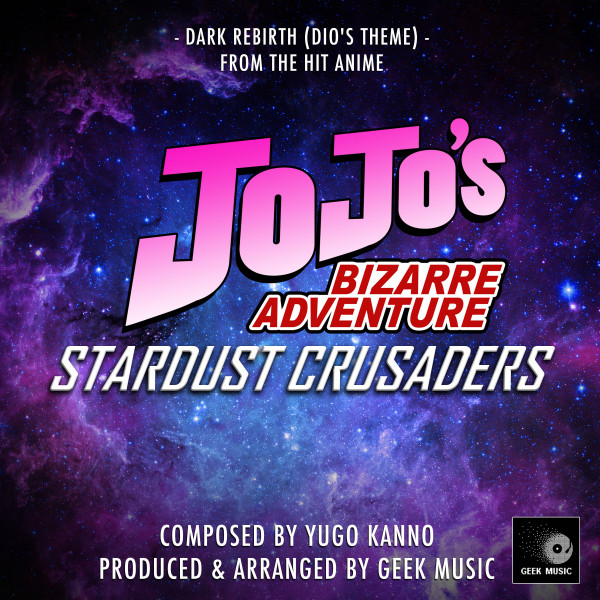 - DARK REBIRTH (DIO'S THEME) -
FROM THE HIT ANIME
JOJO'S
BIZARRE
ADVENTURE
STARDUST CRUSADERS
COMPOSED BY YUGO KANNO
PRODUCED & ARRANGED BY GEEK MUSIC
GEEK MUSIC